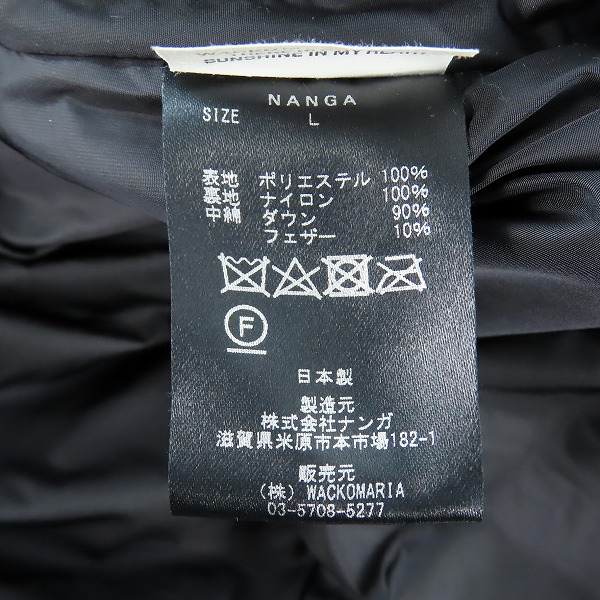 SUNSHINE IN MY HEART
NANGA
SIZE L
表地 ポリエステル 100%
裏地 ナイロン 100%
中綿 ダウン 90%
フェザー 10%
F
日本製
製造元
株式会社ナンガ
滋賀県米原市本市場182-1
販売元
(株) WACKOMARIA
03-5708-5277